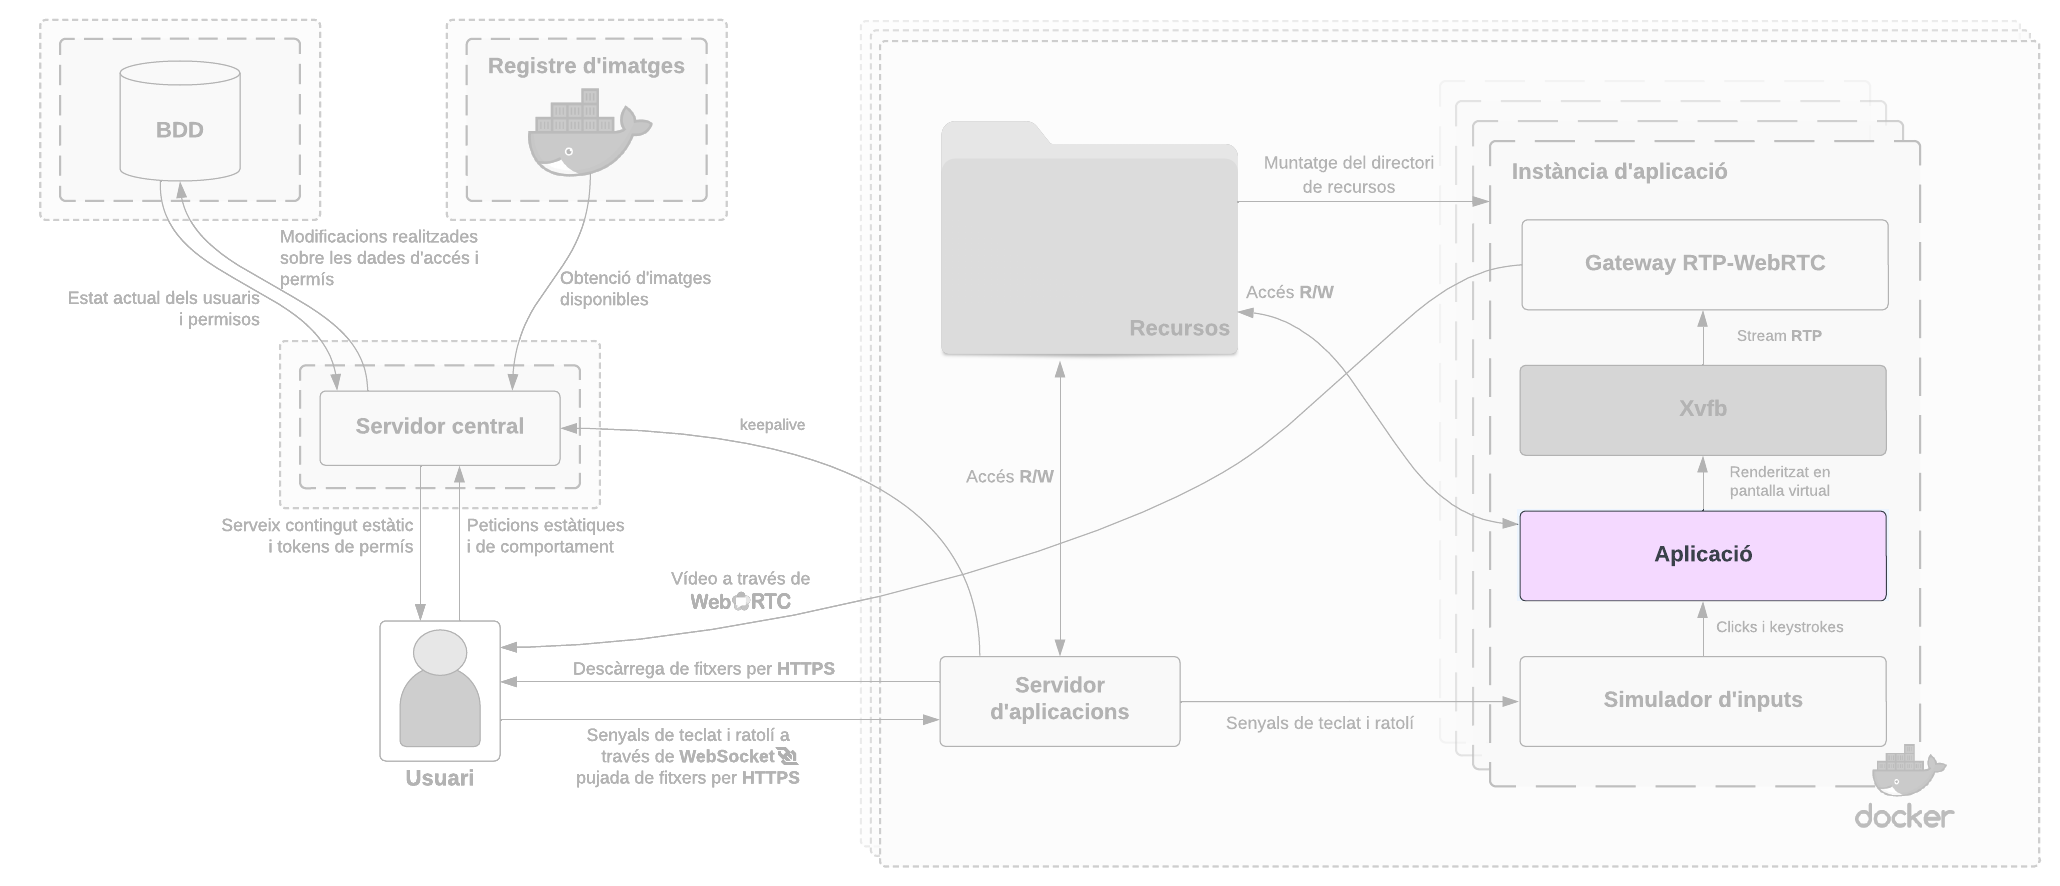 BDD
Registre d'imatges
Modificacions realitzades
sobre les dades d'accés i
permís
Estat actual dels usuaris
i permisos
Obtenció d'imatges
disponibles
Servidor central
Serveix contingut estàtic
i tokens de permís
Peticions estàtiques
i de comportament
keepalive
Vídeo a través de
WebRTC
Descàrrega de fitxers per HTTPS
Senyals de teclat i ratolí a
través de WebSocket
pujada de fitxers per HTTPS
Usuari
Recursos
Accés R/W
Servidor
d'aplicacions
Muntatge del directori
de recursos
Accés R/W
Senyals de teclat i ratolí
Instància d'aplicació
Gateway RTP-WebRTC
Stream RTP
Xvfb
Renderitzat en
pantalla virtual
Aplicació
Clicks i keystrokes
Simulador d'inputs
docker